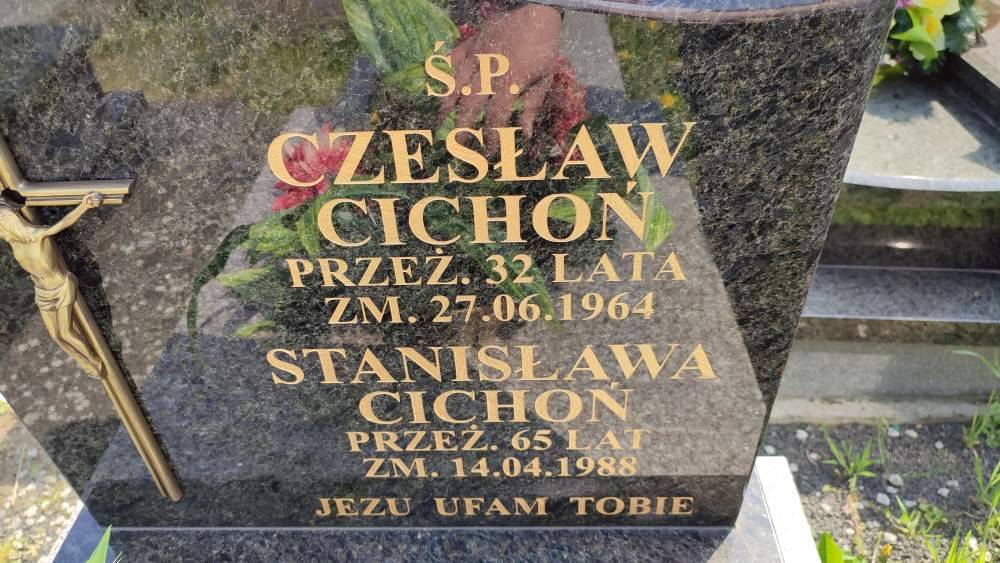 Ś.P.
CZESŁAW
CICHOŃ
PRZEŻ. 32 LATA
ZM. 27.06.1964
STANISŁAWA
CICHOŃ
PRZEŻ. 65 LAT
ZM. 14.04.1988
JEZU UFAM TOBIE